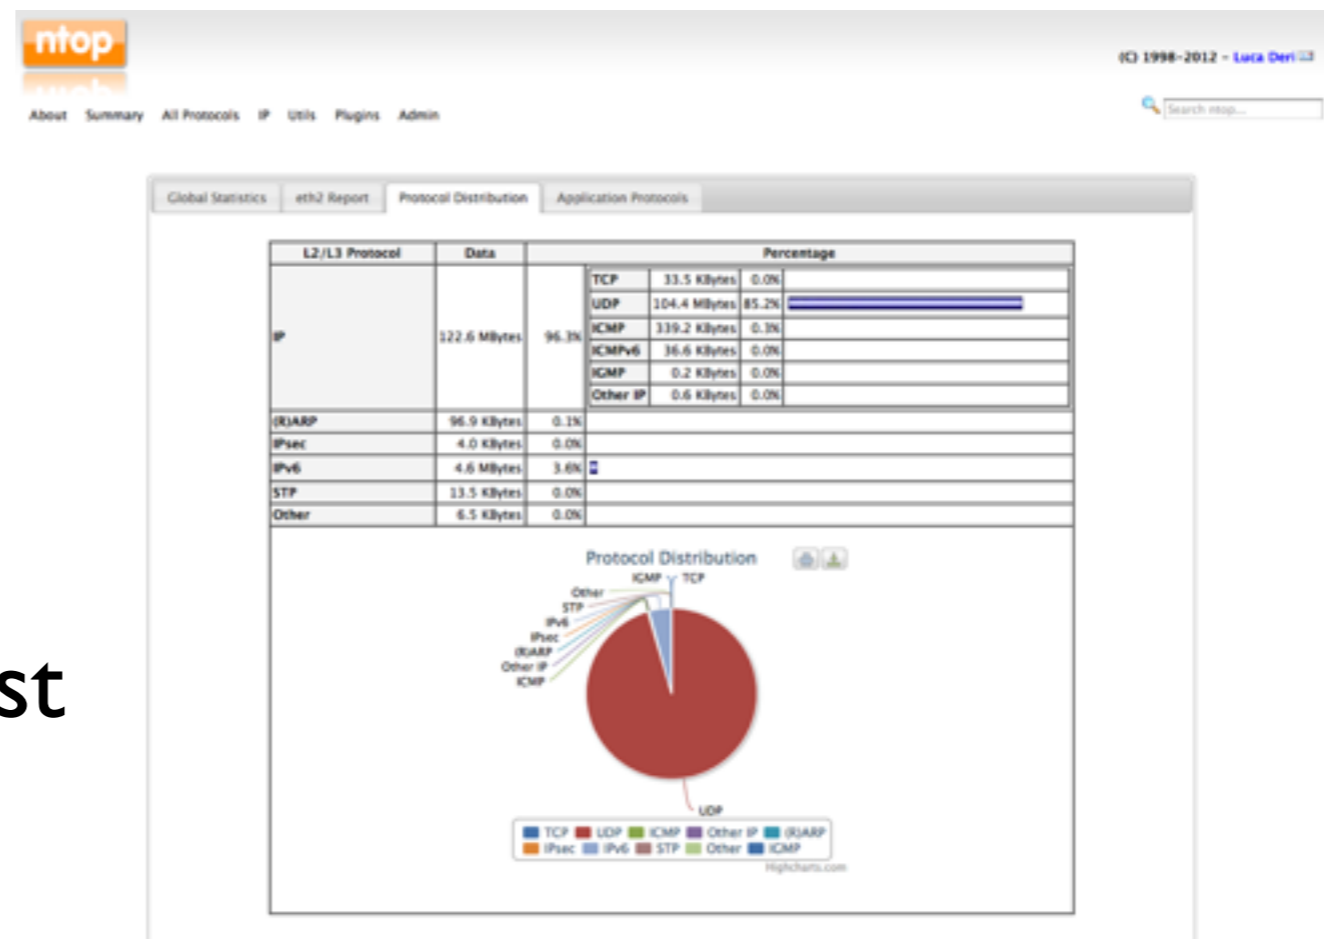 ntop
(C) 1998-2012 - Luca Deri
About Summary All Protocols IP Utils Plugins Admin
Search ntop...
Global Statistics eth2 Report Protocol Distribution Application Protocols
L2/L3 Protocol Data Percentage
IP 122.6 MBytes 96.3%
TCP 33.5 KBytes 0.0%
UDP 104.4 MBytes 85.2%
ICMP 339.2 KBytes 0.3%
ICMPv6 36.6 KBytes 0.0%
IGMP 0.2 KBytes 0.0%
Other IP 0.6 KBytes 0.0%
(R)ARP 96.9 KBytes 0.1%
IPsec 4.0 KBytes 0.0%
IPv6 4.6 MBytes 3.6%
STP 13.5 KBytes 0.0%
Other 6.5 KBytes 0.0%
st
Protocol Distribution
IGMP TCP
Other
STP
IPv6
IPsec
(R)ARP
Other IP
ICMP
UDP
TCP UDP ICMP Other IP (R)ARP
IPsec IPv6 STP Other IGMP
Highcharts.com